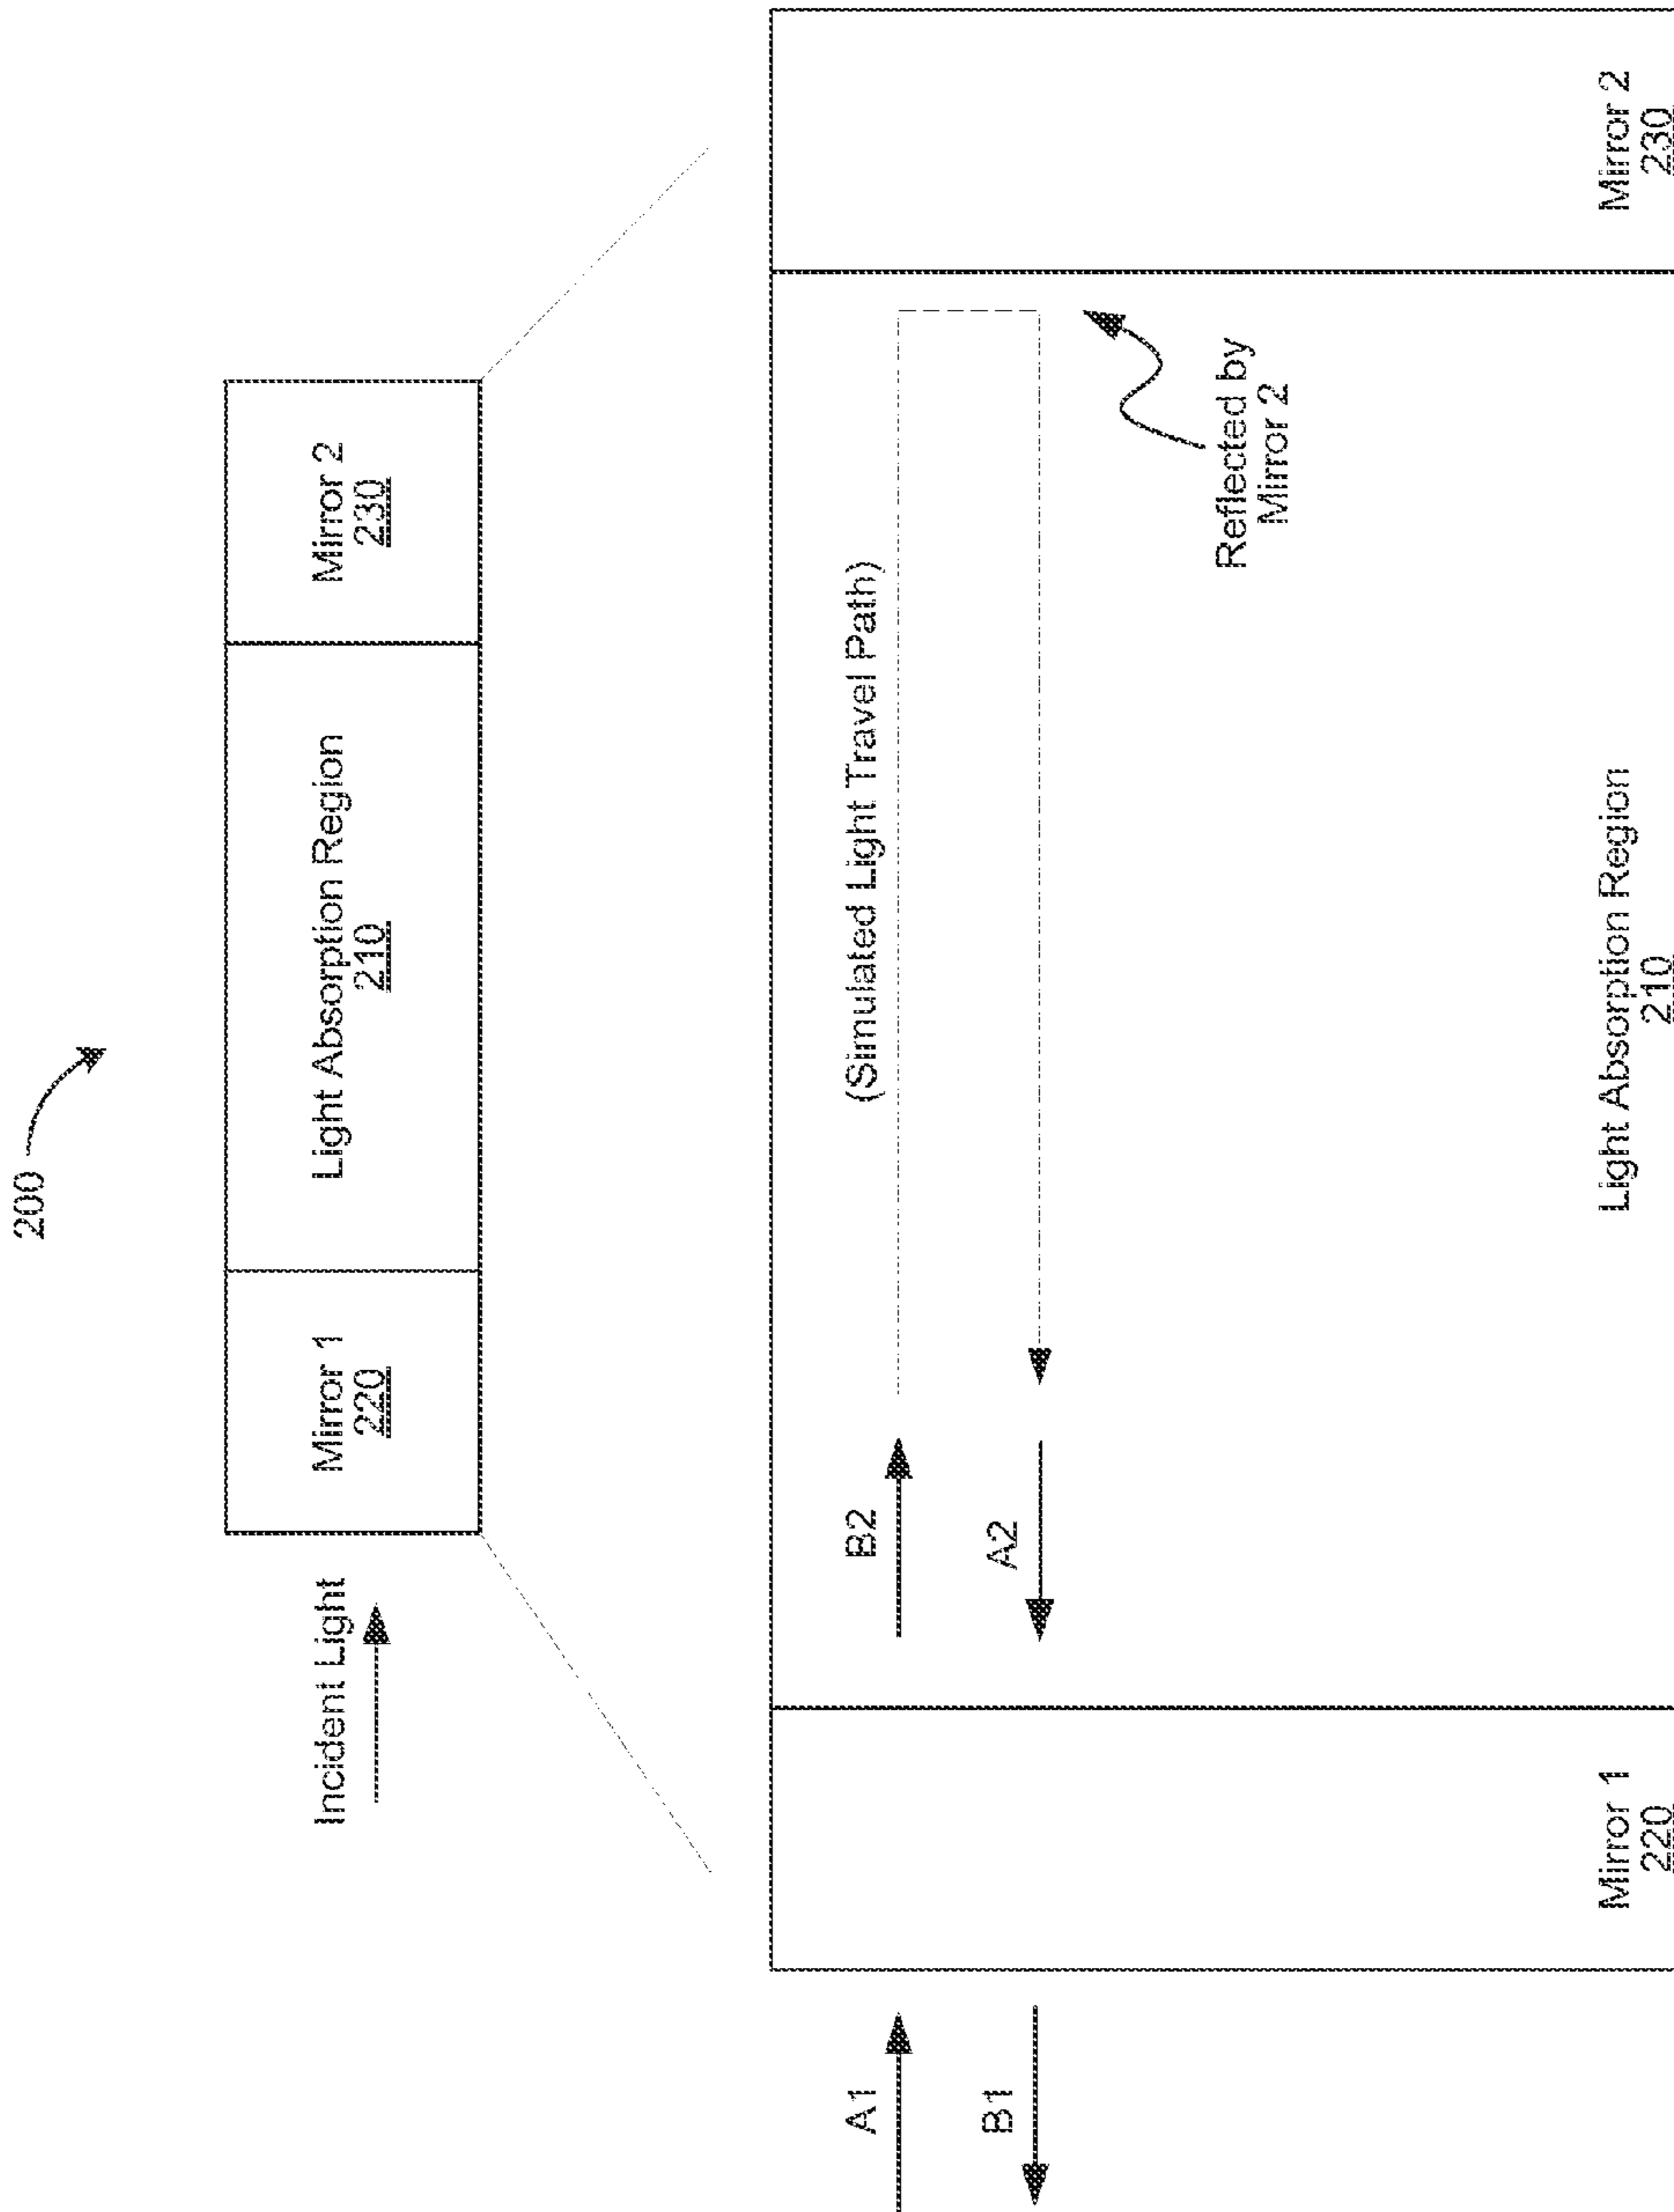 200
Incident Light
Mirror 1
220
Light Absorption Region
210
Mirror 2
230
A1
B1
B2
A2
(Simulated Light Travel Path)
Reflected by
Mirror 2
Mirror 1
220
Light Absorption Region
210
Mirror 2
230